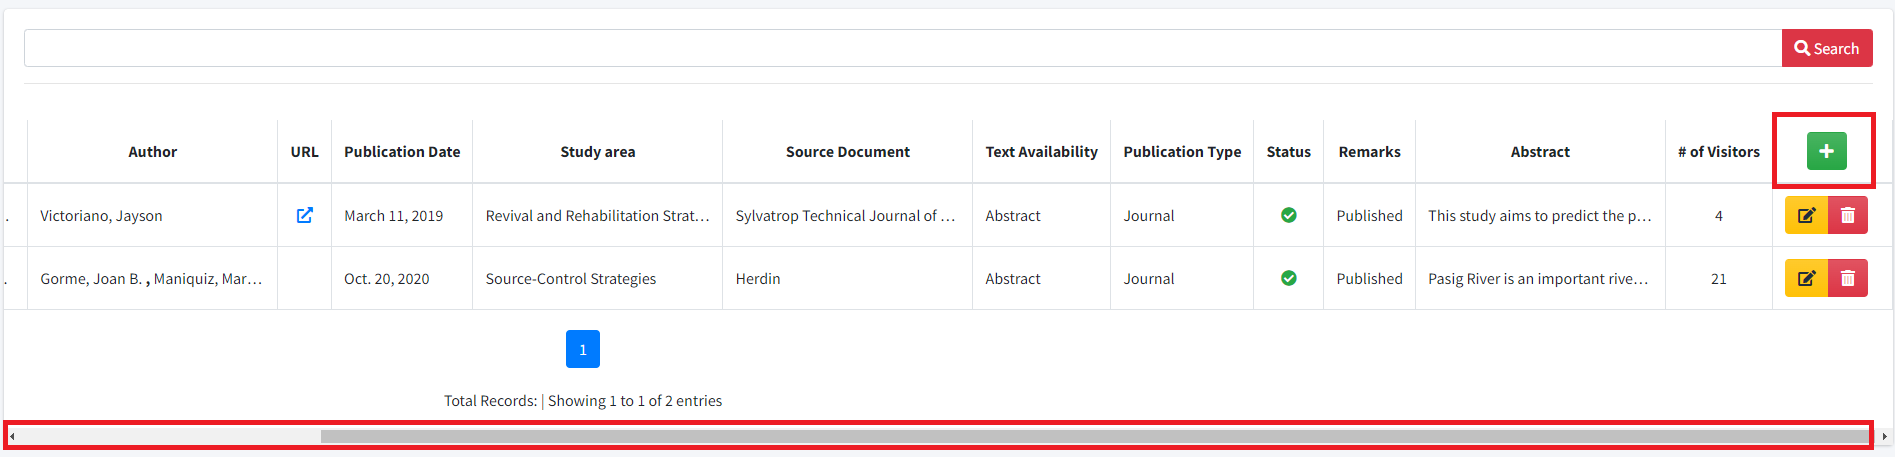 Search
Author URL Publication Date Study area Source Document Text Availability Publication Type Status Remarks Abstract # of Visitors +
. Victoriano, Jayson March 11, 2019 Revival and Rehabilitation Strat... Sylvatrop Technical Journal of ... Abstract Journal Published This study aims to predict the p... 4
. Gorme, Joan B. , Maniquiz, Mar... Oct. 20, 2020 Source-Control Strategies Herdin Abstract Journal Published Pasig River is an important rive... 21
1
Total Records: | Showing 1 to 1 of 2 entries